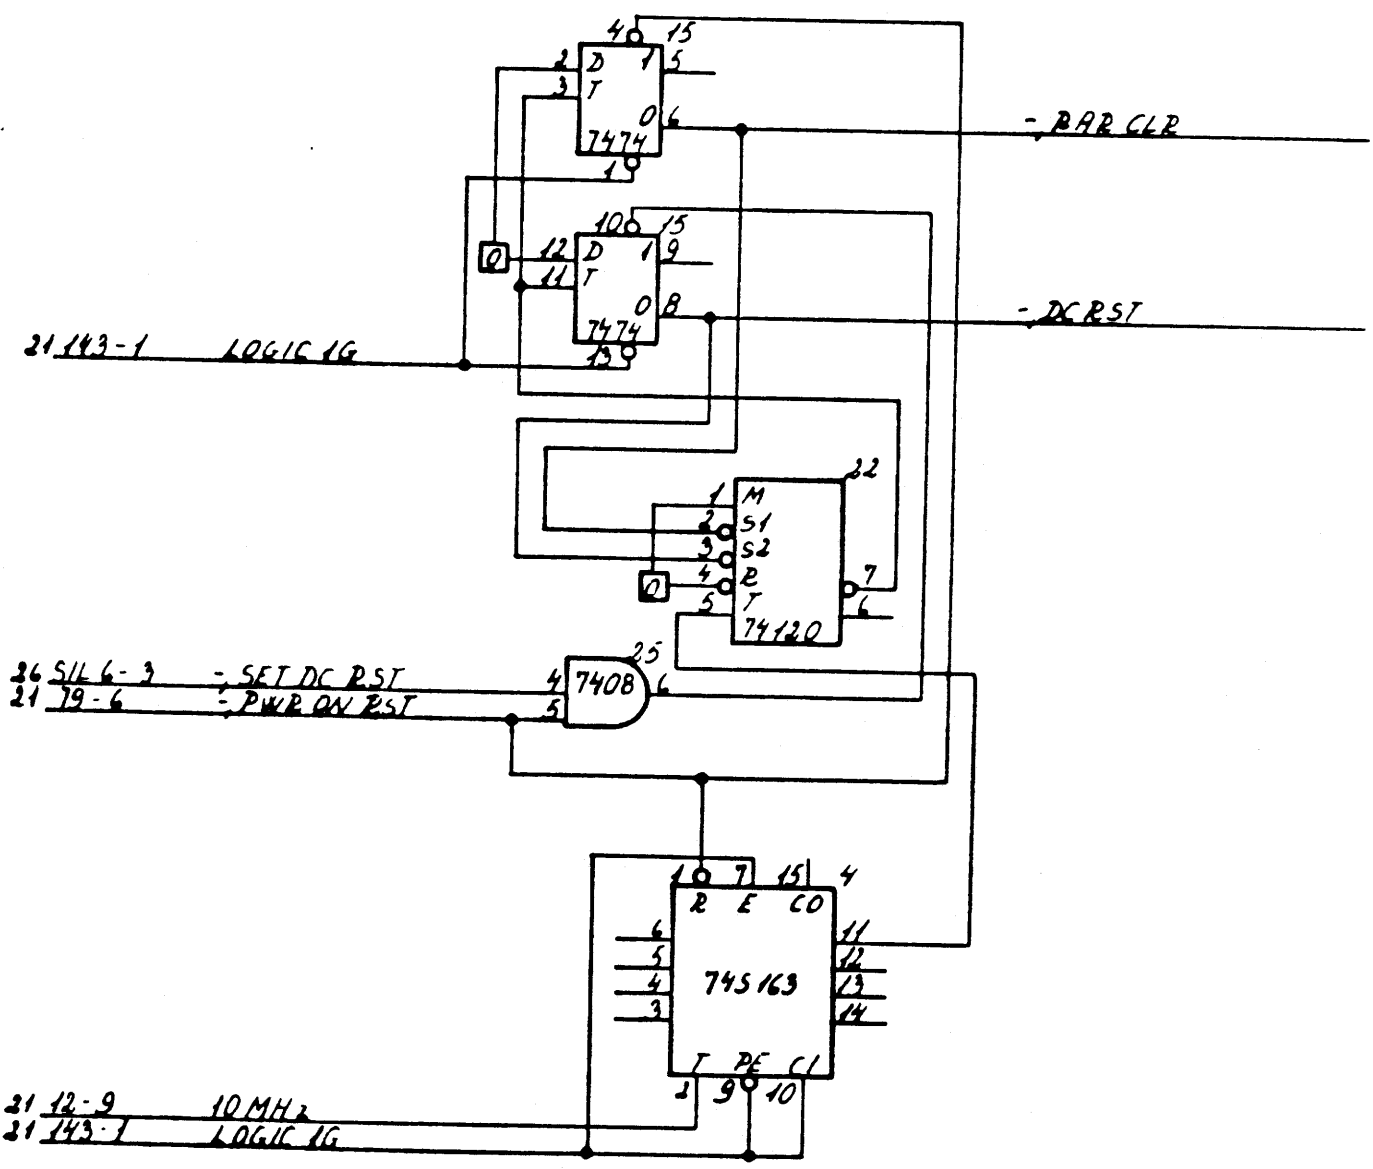 4 15
2 D 1 5
3 T
0 6
7474
1
- BAR CLR
10 15
0 12 D 1 9
11 T
0 8
7474
13
- DC RST
21 143-1 LOGIC 1G
22
1 M
2 S1
3 S2
0 4 R 7
5 T 6
74120
25
26 S/L 6-3 - SET DC RST 4 7408 6
21 79-6 - PWR ON RST 5
1 7 15 4
R E CO
6 11
5 12
4 74S163 13
3 14
T PE CI
2 9 10
21 12-9 10 MHz
21 143-1 LOGIC 1G